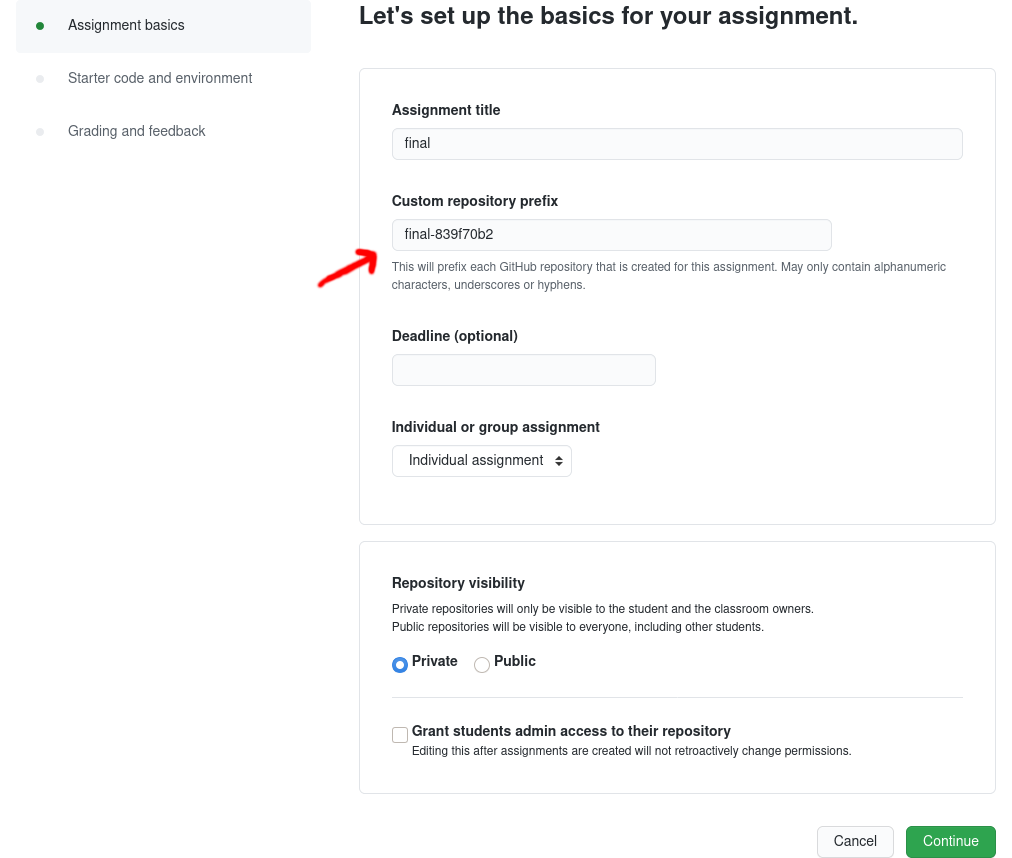 Let's set up the basics for your assignment.
Assignment basics
Starter code and environment
Grading and feedback
Assignment title
final
Custom repository prefix
final-839f70b2
This will prefix each GitHub repository that is created for this assignment. May only contain alphanumeric
characters, underscores or hyphens.
Deadline (optional)
Individual or group assignment
Individual assignment
Repository visibility
Private repositories will only be visible to the student and the classroom owners.
Public repositories will be visible to everyone, including other students.
Private Public
Grant students admin access to their repository
Editing this after assignments are created will not retroactively change permissions.
Cancel Continue